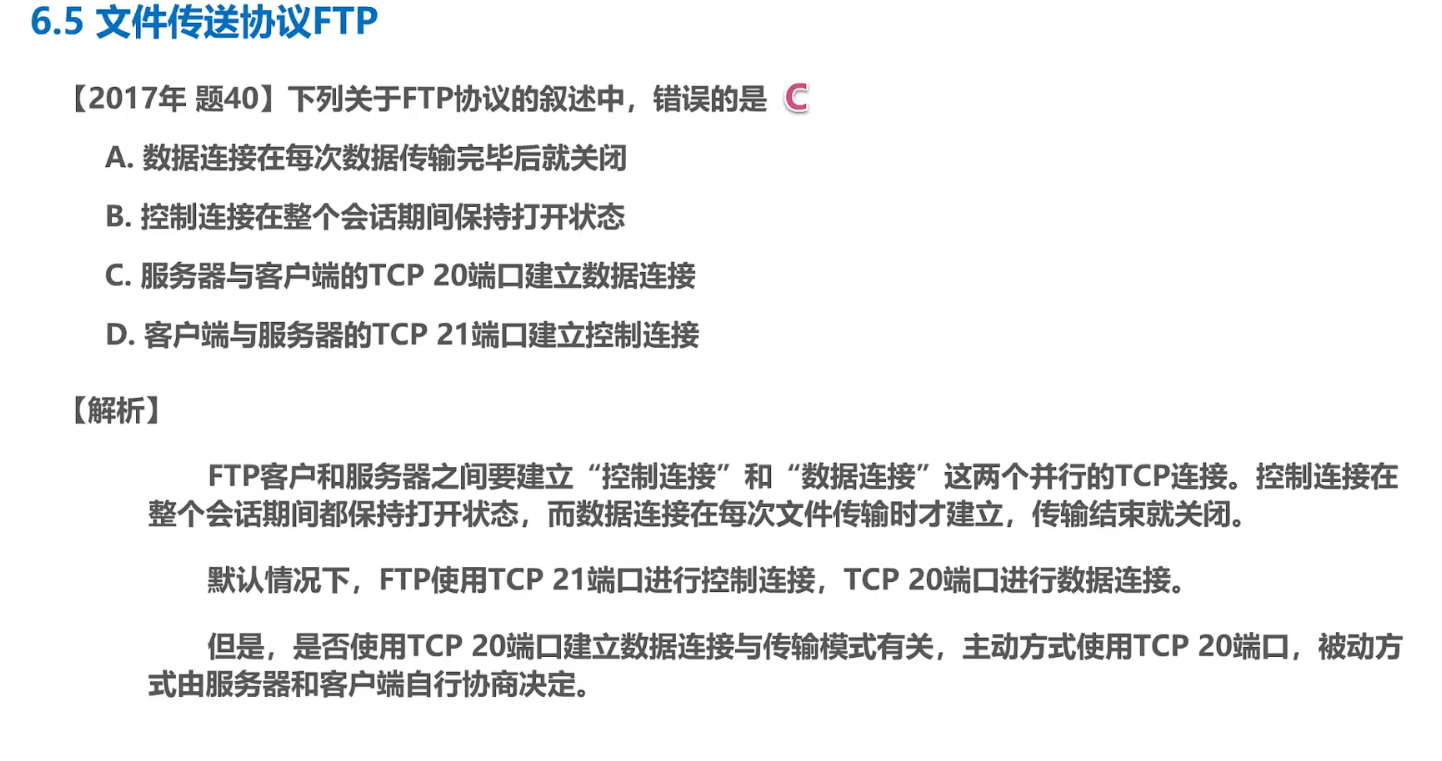 6.5 文件传送协议FTP
【2017年 题40】下列关于FTP协议的叙述中，错误的是 C
A. 数据连接在每次数据传输完毕后就关闭
B. 控制连接在整个会话期间保持打开状态
C. 服务器与客户端的TCP 20端口建立数据连接
D. 客户端与服务器的TCP 21端口建立控制连接
【解析】
FTP客户和服务器之间要建立“控制连接”和“数据连接”这两个并行的TCP连接。控制连接在
整个会话期间都保持打开状态，而数据连接在每次文件传输时才建立，传输结束就关闭。
默认情况下，FTP使用TCP 21端口进行控制连接，TCP 20端口进行数据连接。
但是，是否使用TCP 20端口建立数据连接与传输模式有关，主动方式使用TCP 20端口，被动方
式由服务器和客户端自行协商决定。